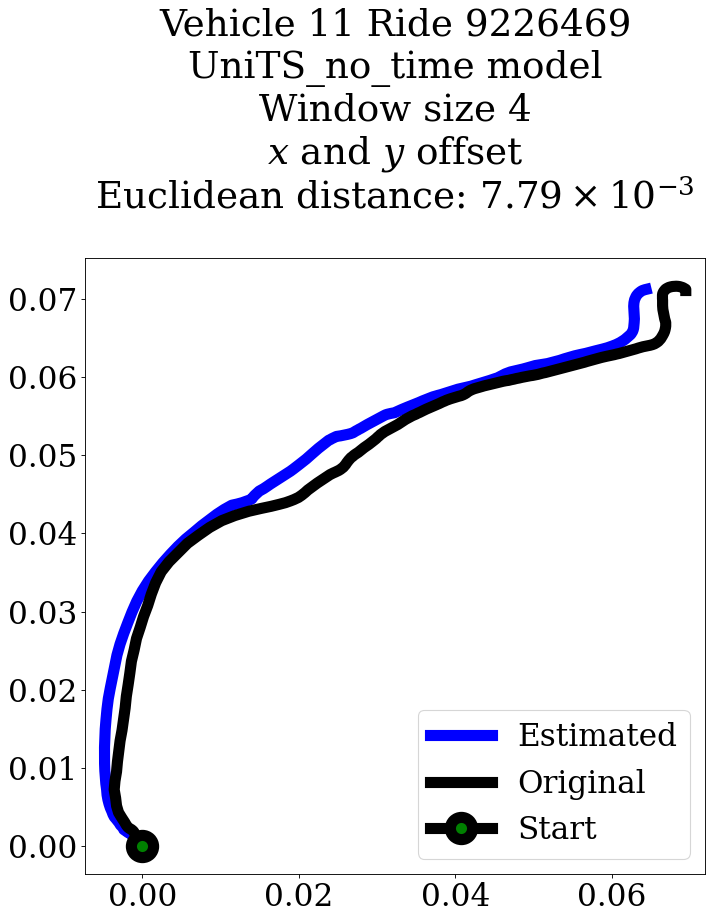 Vehicle 11 Ride 9226469
UniTS_no_time model
Window size 4
x and y offset
Euclidean distance: 7.79 × 10⁻³
0.07
0.06
0.05
0.04
0.03
0.02
0.01
0.00
Estimated
Original
Start
0.00 0.02 0.04 0.06